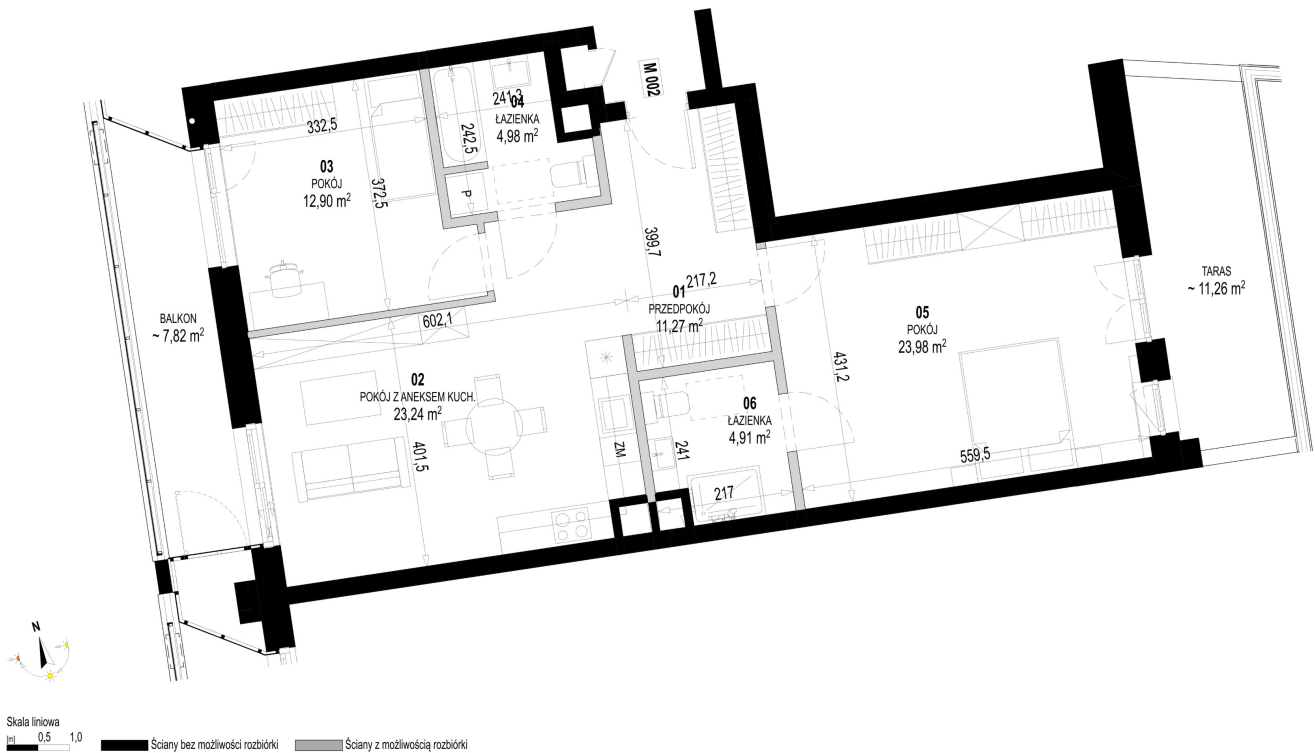 M 002
241,3
04
ŁAZIENKA
4,98 m²
242,5
P
332,5
03
POKÓJ
12,90 m²
372,5
399,7
217,2
01
PRZEDPOKÓJ
11,27 m²
TARAS
~ 11,26 m²
05
POKÓJ
23,98 m²
431,2
559,5
BALKON
~ 7,82 m²
602,1
02
POKÓJ Z ANEKSEM KUCH.
23,24 m²
401,5
ZM
06
ŁAZIENKA
4,91 m²
241
217
N
Skala liniowa
[m] 0,5 1,0
Ściany bez możliwości rozbiórki
Ściany z możliwością rozbiórki